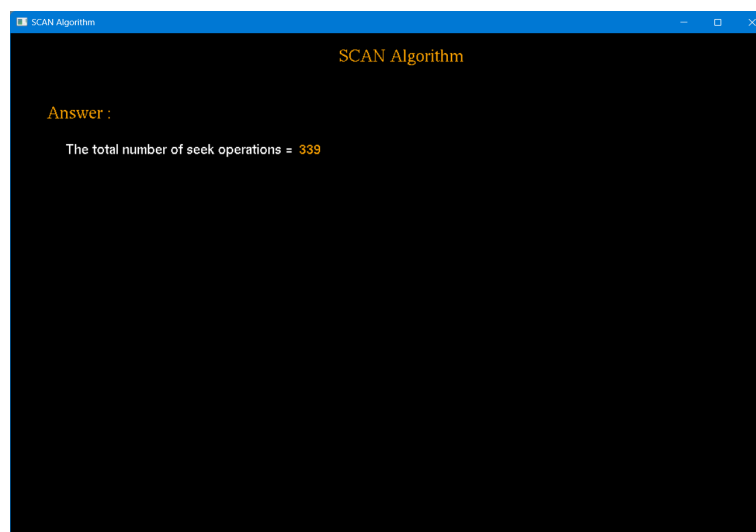 SCAN Algorithm
SCAN Algorithm
Answer :
The total number of seek operations = 339